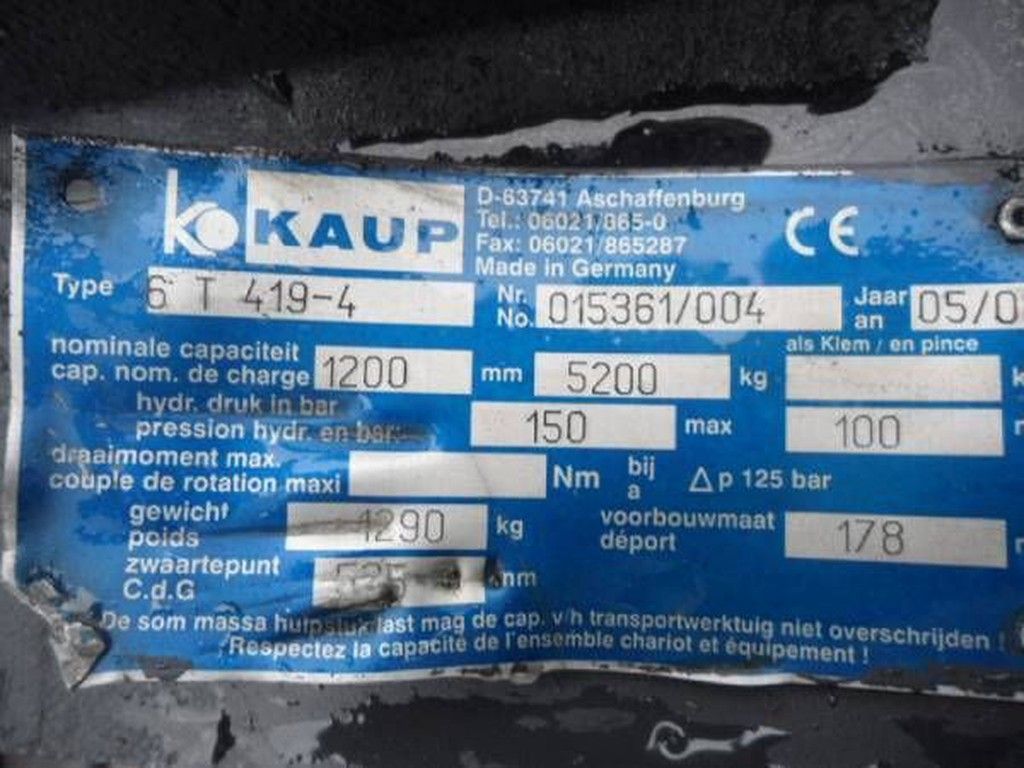 KAUP
D-63741 Aschaffenburg
Tel.: 06021/865-0
Fax: 06021/865287
Made in Germany
CE
Type 6 T 419-4 Nr. No. 015361/004 Jaar an 05/0
nominale capaciteit
cap. nom. de charge 1200 mm 5200 kg
als Klem / en pince
hydr. druk in bar
pression hydr. en bar: 150 max 100
draaimoment max.
couple de rotation maxi Nm bij a Δ p 125 bar
gewicht
poids 1290 kg
voorbouwmaat
déport 178
zwaartepunt
C.d.G mm
De som massa hulpstuk last mag de cap. v/h transportwerktuig niet overschrijden !
Respectez la capacité de l'ensemble chariot et équipement !